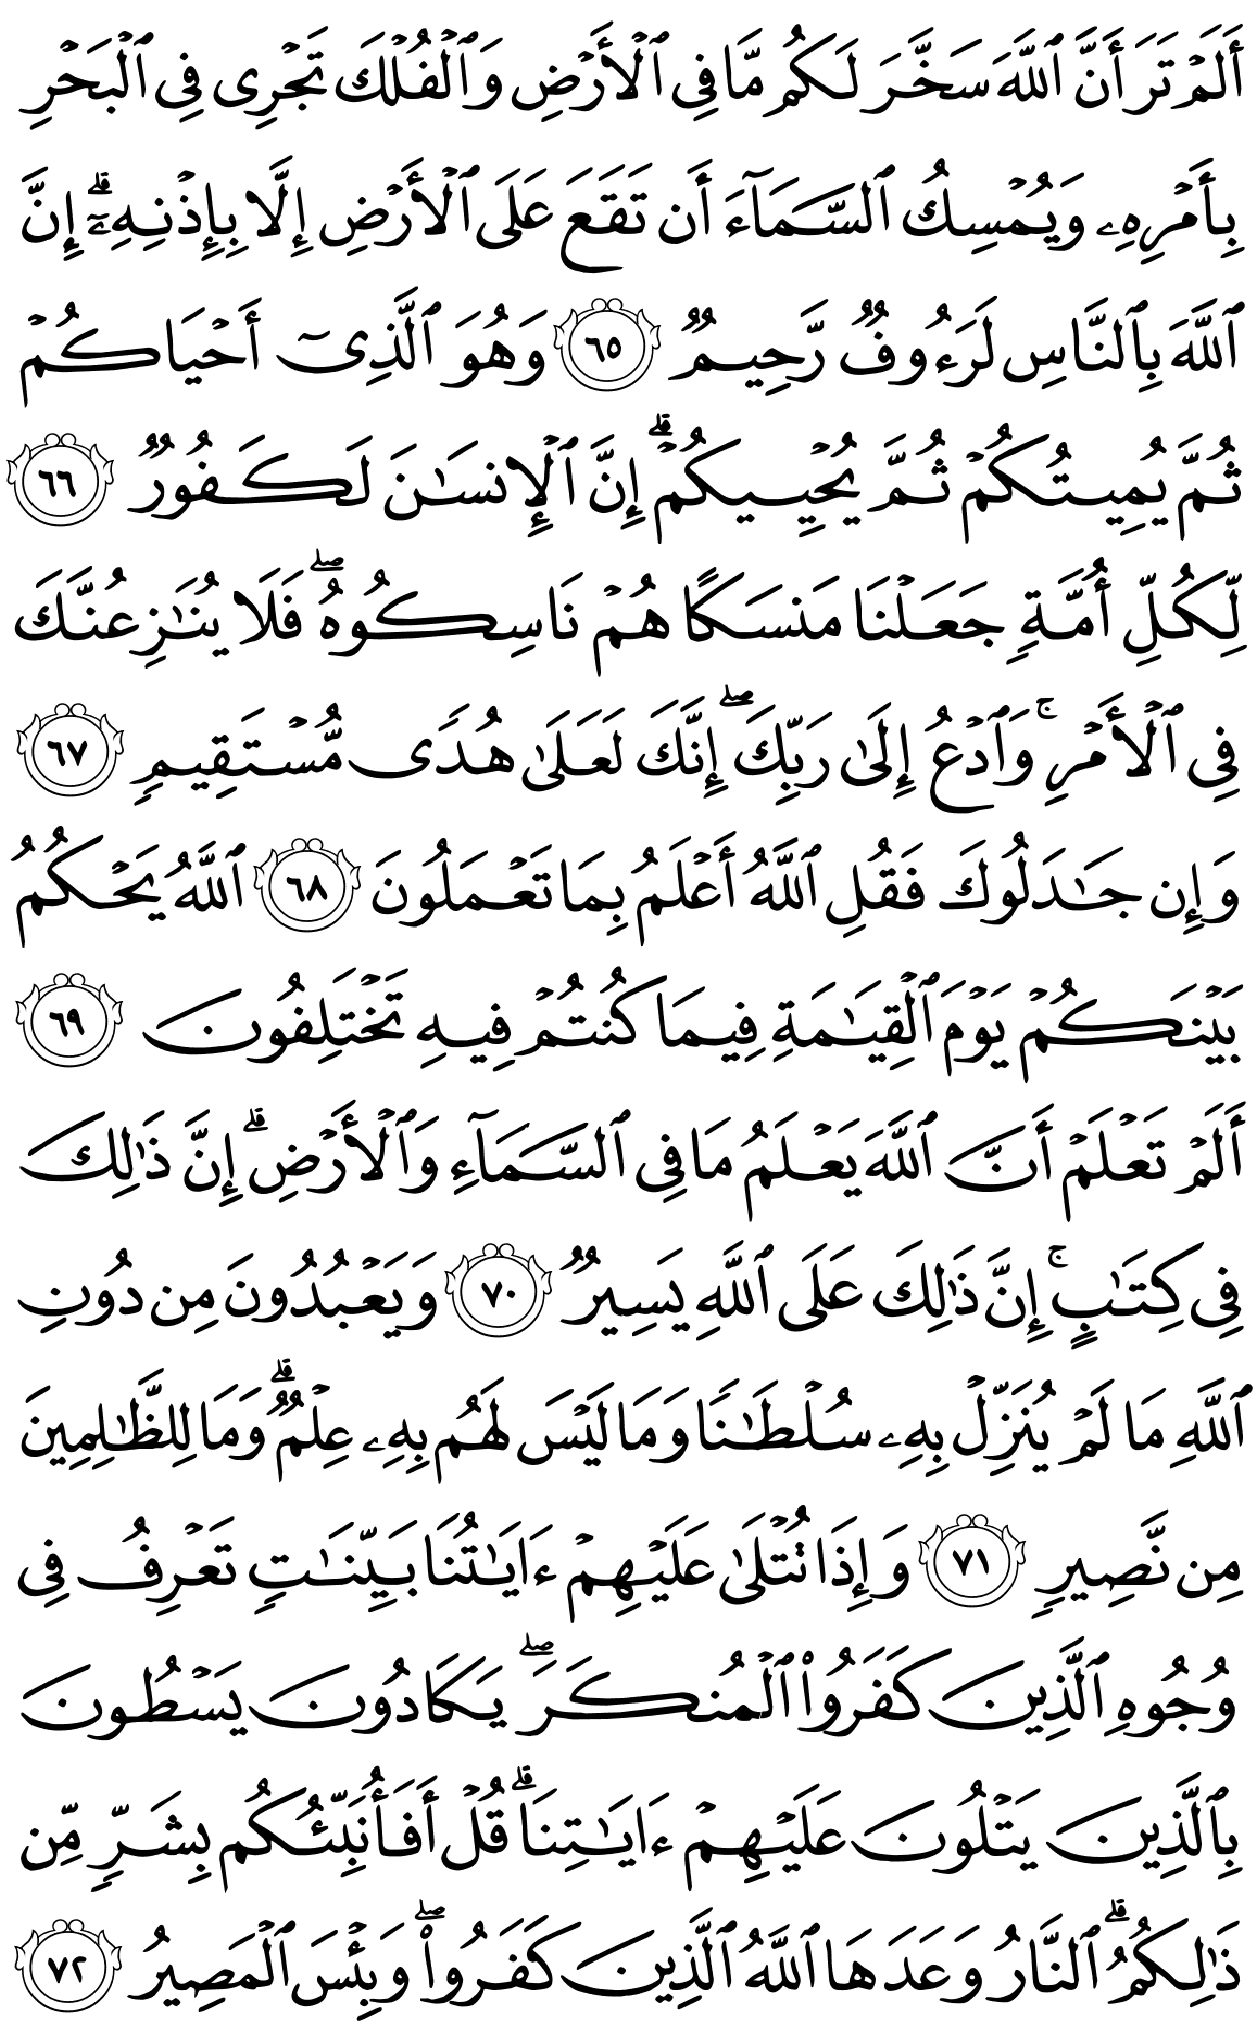 أَلَمْ تَرَ أَنَّ ٱللَّهَ سَخَّرَ لَكُم مَّا فِى ٱلْأَرْضِ وَٱلْفُلْكَ تَجْرِى فِى ٱلْبَحْرِ
بِأَمْرِهِۦ وَيُمْسِكُ ٱلسَّمَآءَ أَن تَقَعَ عَلَى ٱلْأَرْضِ إِلَّا بِإِذْنِهِۦٓ ۗ إِنَّ
ٱللَّهَ بِٱلنَّاسِ لَرَءُوفٌ رَّحِيمٌ ٦٥ وَهُوَ ٱلَّذِىٓ أَحْيَاكُمْ
ثُمَّ يُمِيتُكُمْ ثُمَّ يُحْيِيكُمْ ۗ إِنَّ ٱلْإِنسَٰنَ لَكَفُورٌ ٦٦
لِّكُلِّ أُمَّةٍ جَعَلْنَا مَنسَكًا هُمْ نَاسِكُوهُ ۖ فَلَا يُنَٰزِعُنَّكَ
فِى ٱلْأَمْرِ ۚ وَٱدْعُ إِلَىٰ رَبِّكَ ۖ إِنَّكَ لَعَلَىٰ هُدًى مُّسْتَقِيمٍ ٦٧
وَإِن جَٰدَلُوكَ فَقُلِ ٱللَّهُ أَعْلَمُ بِمَا تَعْمَلُونَ ٦٨ ٱللَّهُ يَحْكُمُ
بَيْنَكُمْ يَوْمَ ٱلْقِيَٰمَةِ فِيمَا كُنتُمْ فِيهِ تَخْتَلِفُونَ ٦٩
أَلَمْ تَعْلَمْ أَنَّ ٱللَّهَ يَعْلَمُ مَا فِى ٱلسَّمَآءِ وَٱلْأَرْضِ ۗ إِنَّ ذَٰلِكَ
فِى كِتَٰبٍ ۚ إِنَّ ذَٰلِكَ عَلَى ٱللَّهِ يَسِيرٌ ٧٠ وَيَعْبُدُونَ مِن دُونِ
ٱللَّهِ مَا لَمْ يُنَزِّلْ بِهِۦ سُلْطَٰنًا وَمَا لَيْسَ لَهُم بِهِۦ عِلْمٌ ۗ وَمَا لِلظَّٰلِمِينَ
مِن نَّصِيرٍ ٧١ وَإِذَا تُتْلَىٰ عَلَيْهِمْ ءَايَٰتُنَا بَيِّنَٰتٍ تَعْرِفُ فِى
وُجُوهِ ٱلَّذِينَ كَفَرُوا۟ ٱلْمُنكَرَ ۖ يَكَادُونَ يَسْطُونَ
بِٱلَّذِينَ يَتْلُونَ عَلَيْهِمْ ءَايَٰتِنَا ۗ قُلْ أَفَأُنَبِّئُكُم بِشَرٍّ مِّن
ذَٰلِكُمُ ۗ ٱلنَّارُ وَعَدَهَا ٱللَّهُ ٱلَّذِينَ كَفَرُوا۟ ۖ وَبِئْسَ ٱلْمَصِيرُ ٧٢